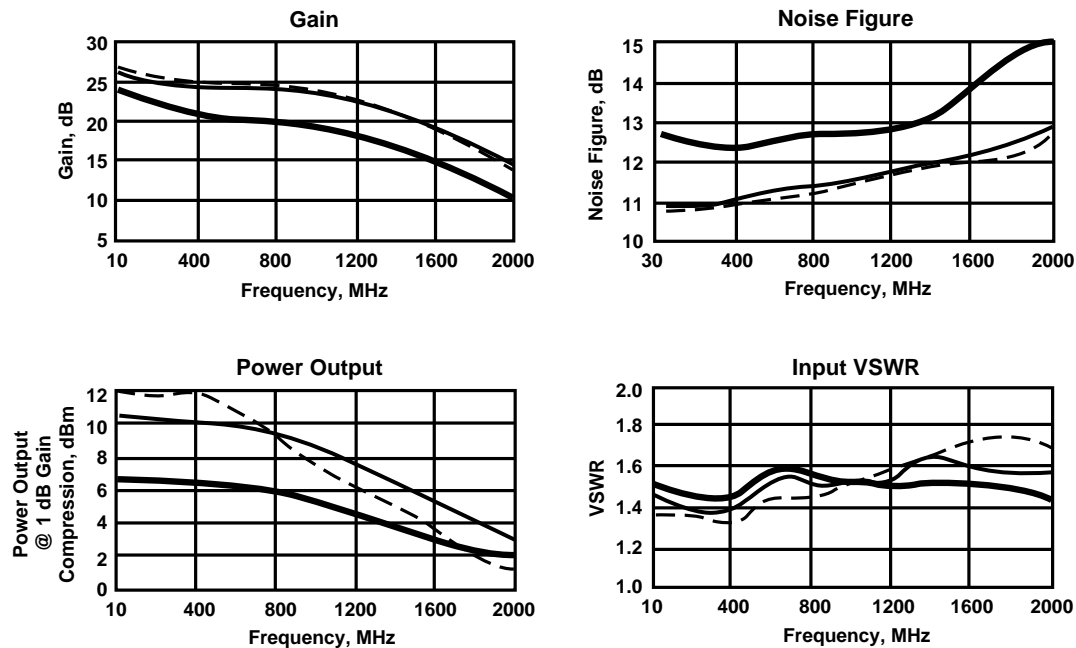 Gain
Gain, dB
30
25
20
15
10
5
10 400 800 1200 1600 2000
Frequency, MHz
Noise Figure
Noise Figure, dB
15
14
13
12
11
10
30 400 800 1200 1600 2000
Frequency, MHz
Power Output
Power Output
@ 1 dB Gain
Compression, dBm
12
10
8
6
4
2
0
10 400 800 1200 1600 2000
Frequency, MHz
Input VSWR
VSWR
2.0
1.8
1.6
1.4
1.2
1.0
10 400 800 1200 1600 2000
Frequency, MHz